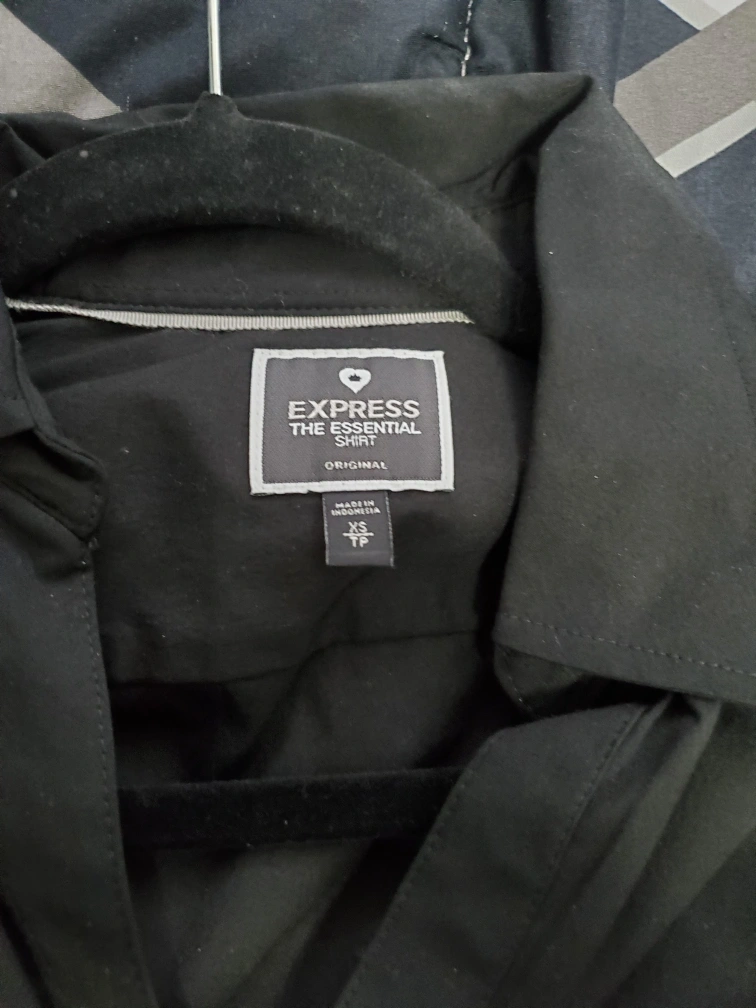 EXPRESS
THE ESSENTIAL
SHIRT
ORIGINAL
MADE IN
INDONESIA
XS
TP